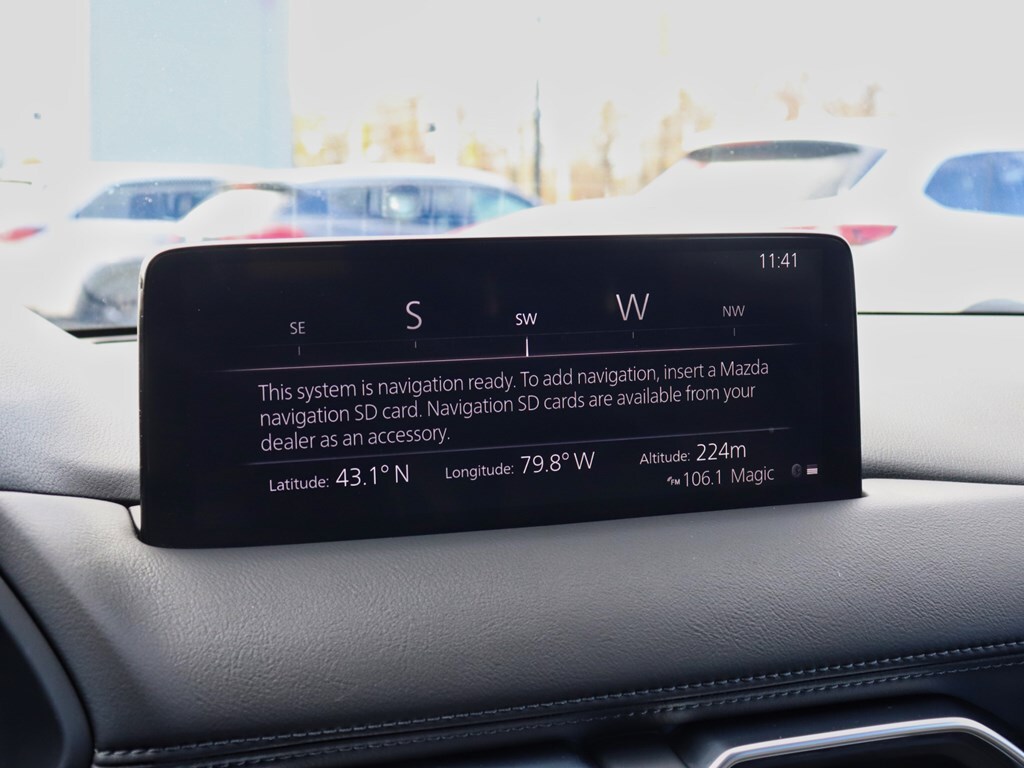 11:41
SE S SW W NW
This system is navigation ready. To add navigation, insert a Mazda
navigation SD card. Navigation SD cards are available from your
dealer as an accessory.
Latitude: 43.1° N Longitude: 79.8° W Altitude: 224m
FM 106.1 Magic